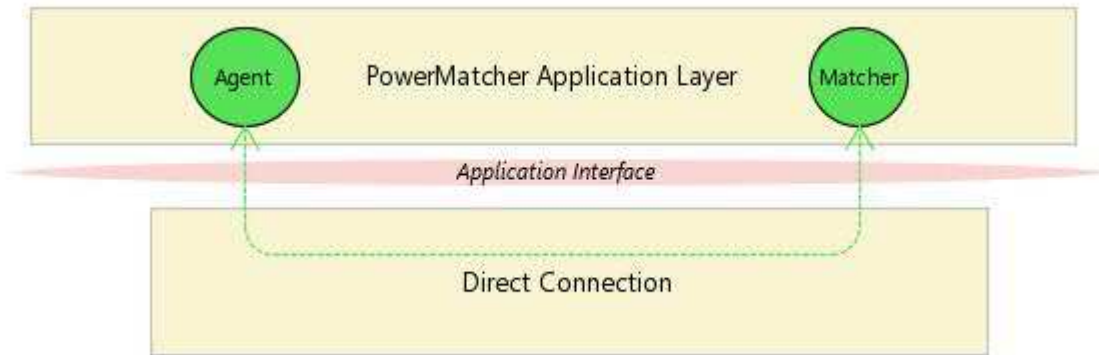 Agent
PowerMatcher Application Layer
Matcher
Application Interface
Direct Connection